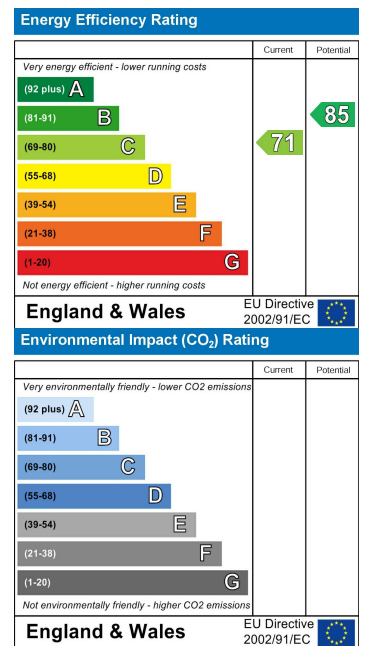 Energy Efficiency Rating
Current Potential
Very energy efficient - lower running costs
(92 plus) A
(81-91) B
85
(69-80) C
71
(55-68) D
(39-54) E
(21-38) F
(1-20) G
Not energy efficient - higher running costs
England & Wales
EU Directive
2002/91/EC
Environmental Impact (CO₂) Rating
Current Potential
Very environmentally friendly - lower CO2 emissions
(92 plus) A
(81-91) B
(69-80) C
(55-68) D
(39-54) E
(21-38) F
(1-20) G
Not environmentally friendly - higher CO2 emissions
England & Wales
EU Directive
2002/91/EC